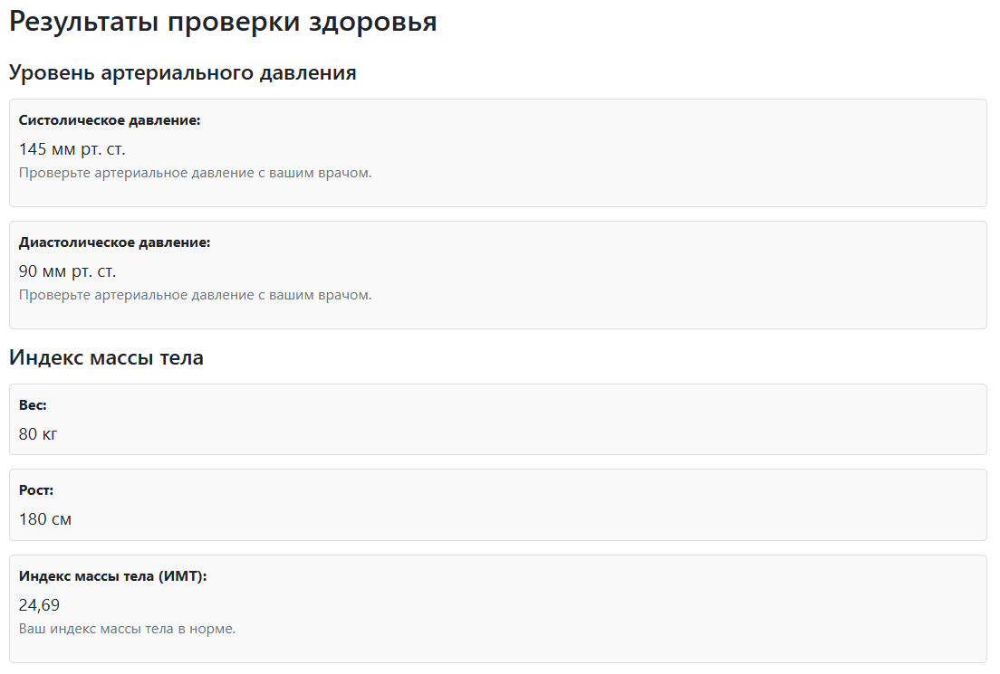 Результаты проверки здоровья
Уровень артериального давления
Систолическое давление:
145 мм рт. ст.
Проверьте артериальное давление с вашим врачом.
Диастолическое давление:
90 мм рт. ст.
Проверьте артериальное давление с вашим врачом.
Индекс массы тела
Вес:
80 кг
Рост:
180 см
Индекс массы тела (ИМТ):
24,69
Ваш индекс массы тела в норме.